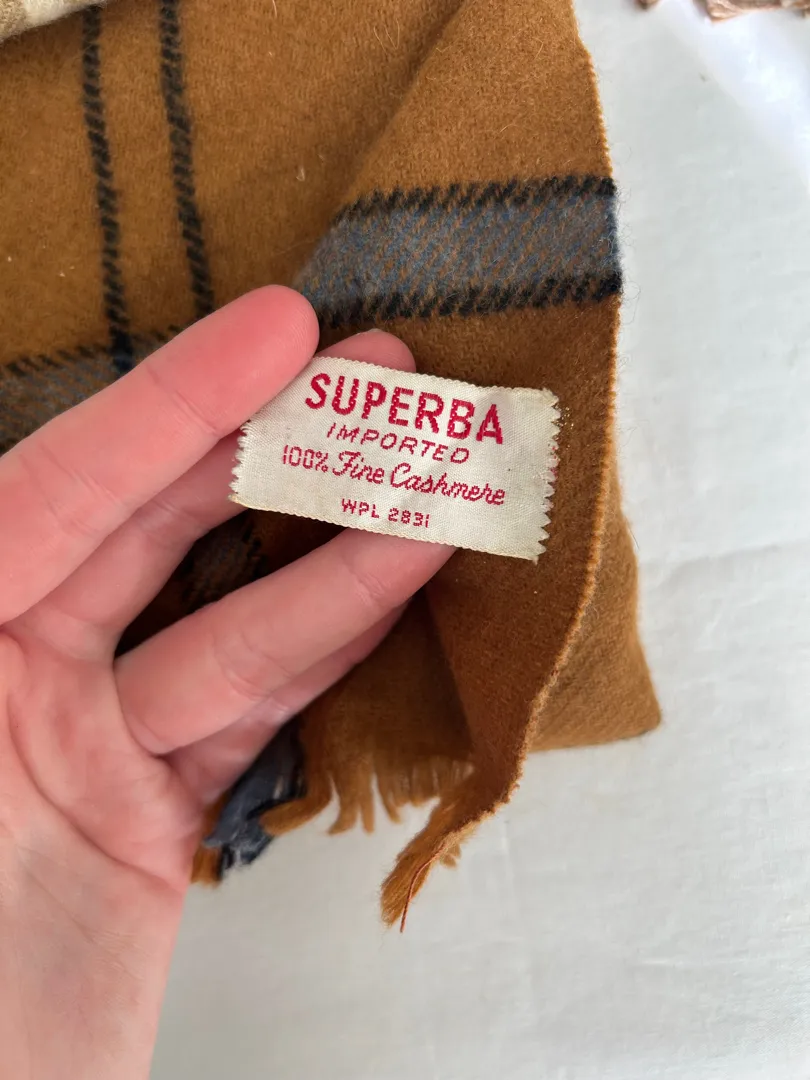 SUPERBA
IMPORTED
100% Fine Cashmere
WPL 2831